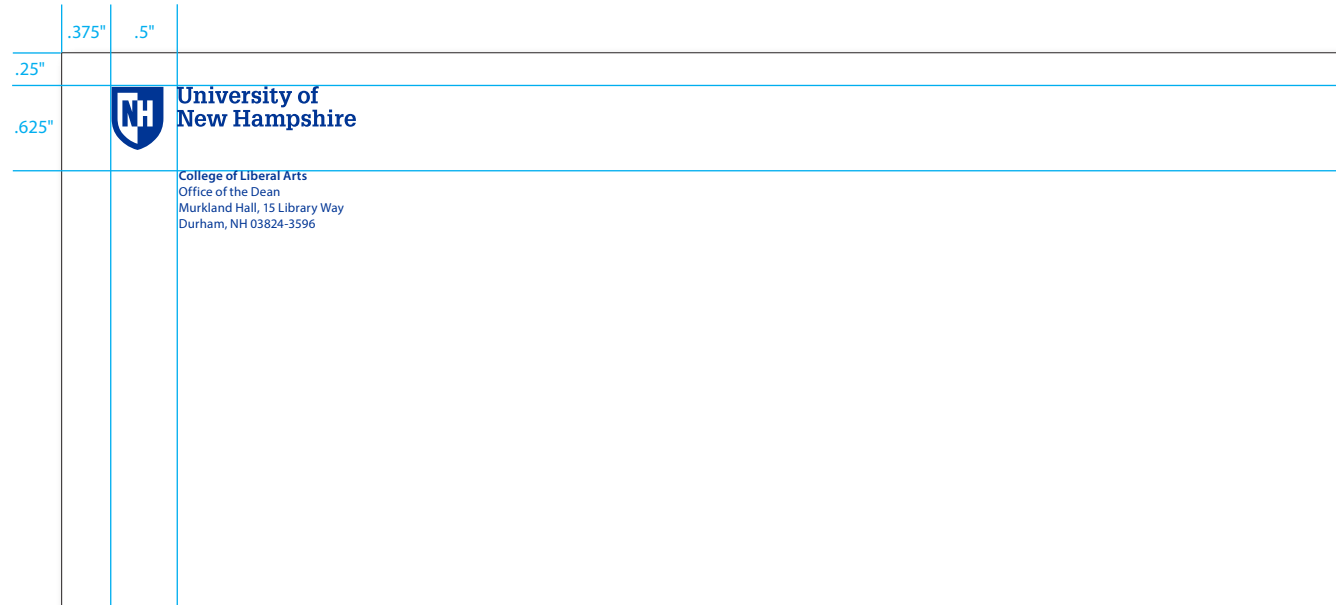 .375" .5"
.25"
.625"
NH
University of
New Hampshire
College of Liberal Arts
Office of the Dean
Murkland Hall, 15 Library Way
Durham, NH 03824-3596